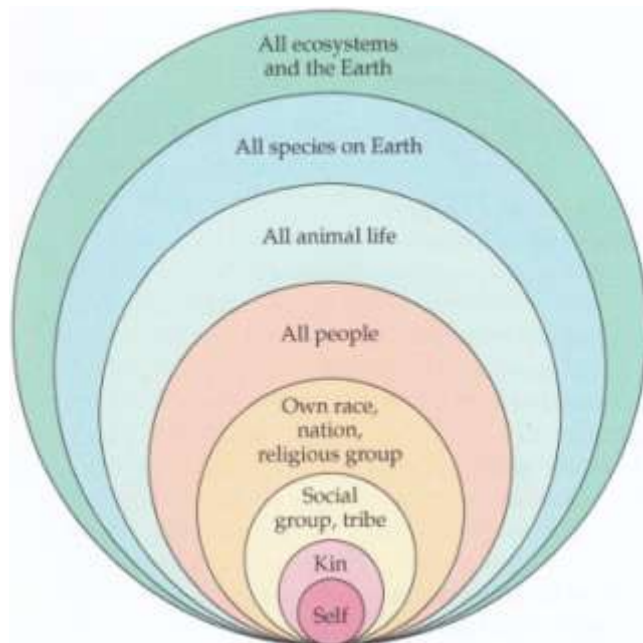 All ecosystems
and the Earth
All species on Earth
All animal life
All people
Own race,
nation,
religious group
Social
group, tribe
Kin
Self